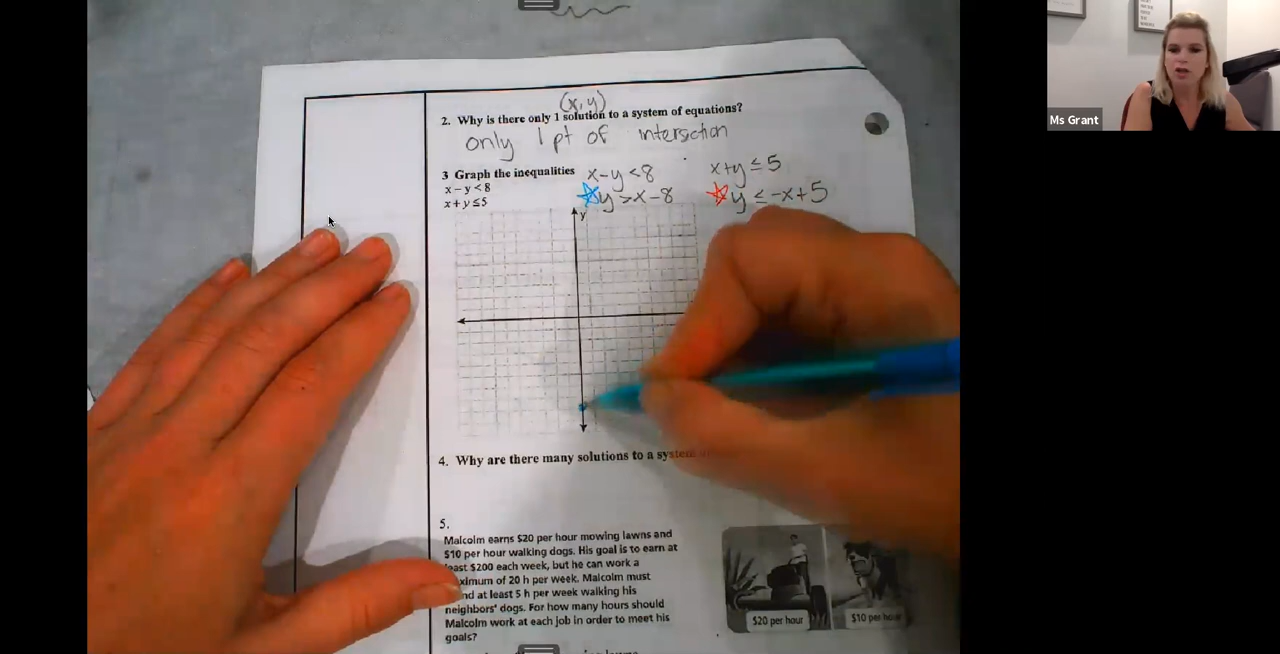 (x,y)
2. Why is there only 1 solution to a system of equations?
only 1 pt of intersction
3 Graph the inequalities
x - y < 8
x + y ≤ 5
x-y <8
y >x-8
x+y ≤ 5
y ≤ -x+5
y
4. Why are there many solutions to a system
5.
Malcolm earns $20 per hour mowing lawns and
$10 per hour walking dogs. His goal is to earn at
least $200 each week, but he can work a
ximum of 20 h per week. Malcolm must
nd at least 5 h per week walking his
neighbors' dogs. For how many hours should
Malcolm work at each job in order to meet his
goals?
$20 per hour
$10 per hour
Ms Grant